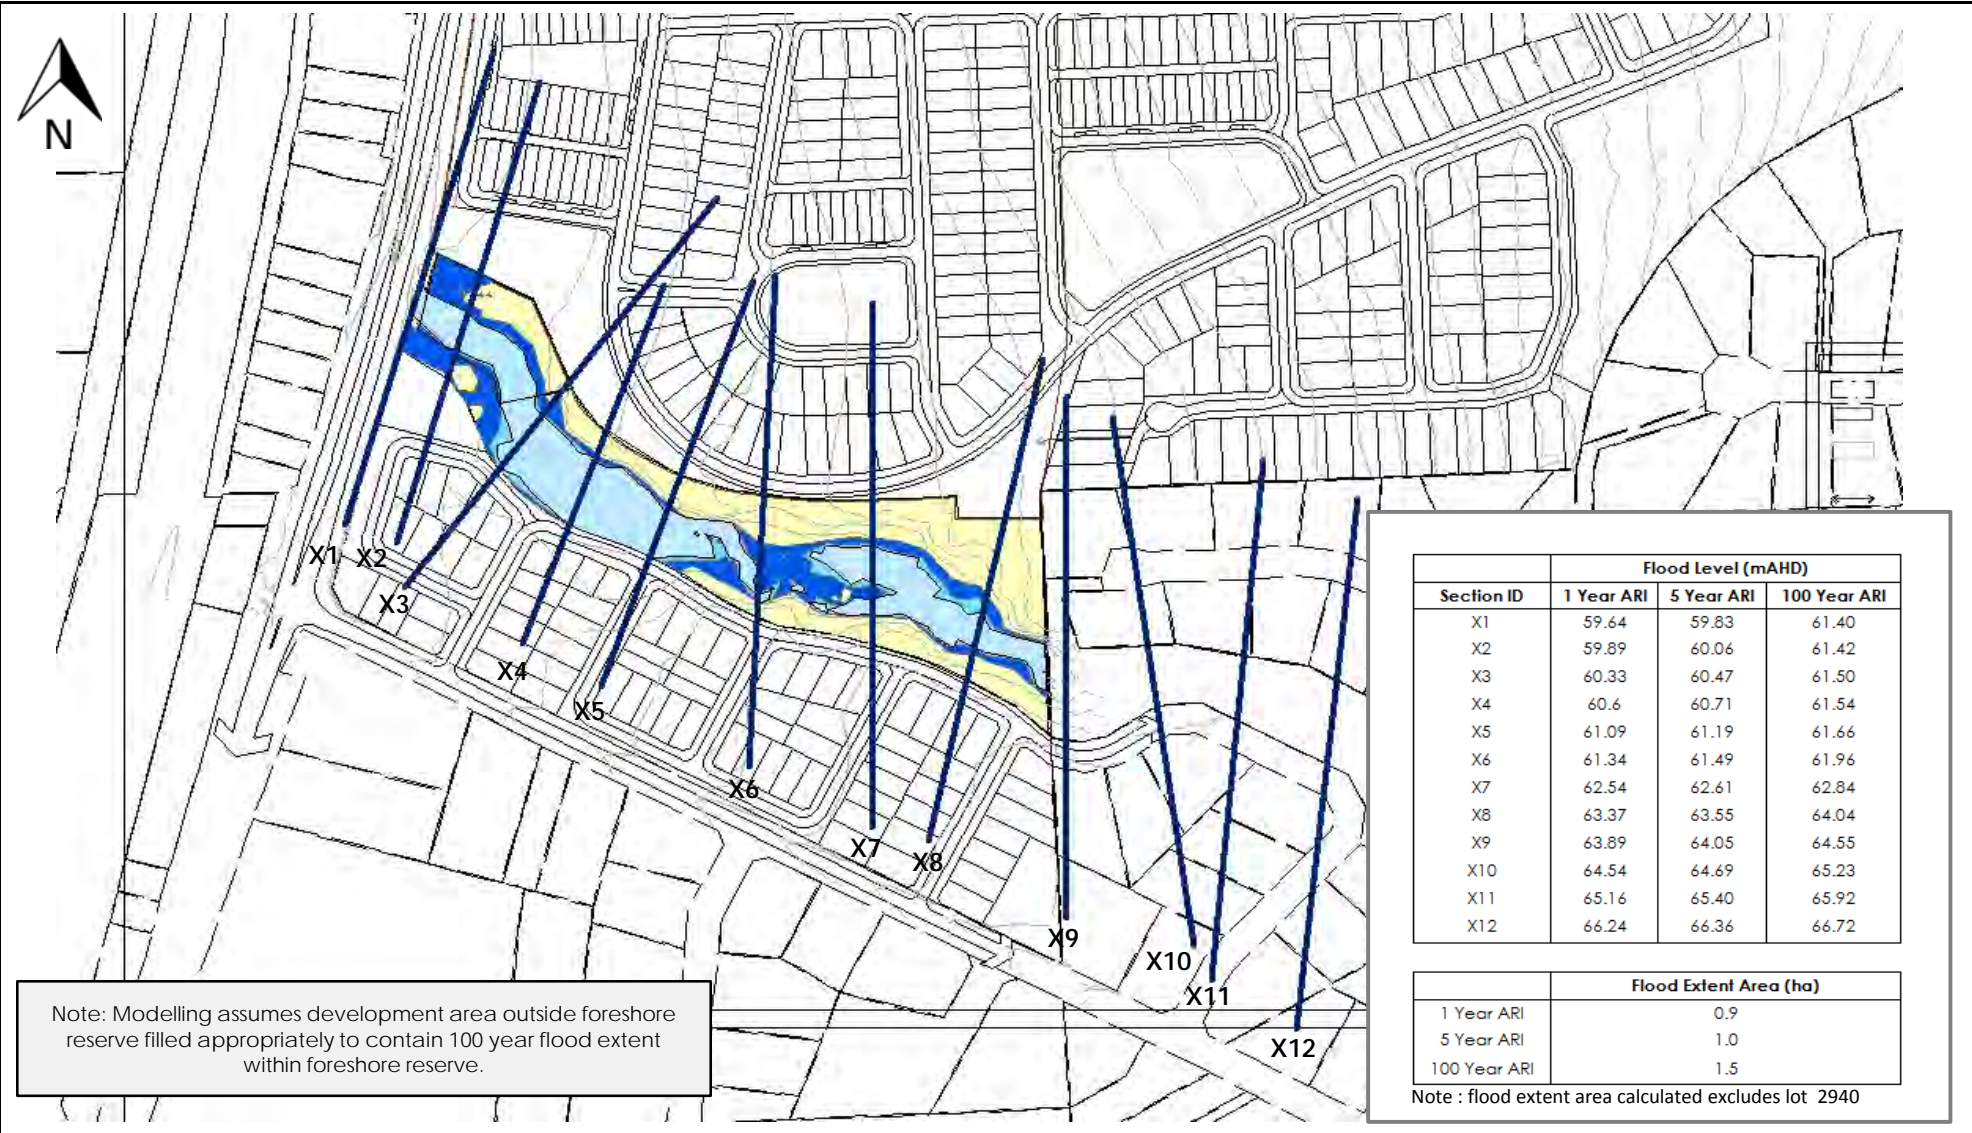 N
X1
X2
X3
X4
X5
X6
X7
X8
X9
X10
X11
X12
Note: Modelling assumes development area outside foreshore
reserve filled appropriately to contain 100 year flood extent
within foreshore reserve.
Flood Level (mAHD)
Section ID 1 Year ARI 5 Year ARI 100 Year ARI
X1 59.64 59.83 61.40
X2 59.89 60.06 61.42
X3 60.33 60.47 61.50
X4 60.6 60.71 61.54
X5 61.09 61.19 61.66
X6 61.34 61.49 61.96
X7 62.54 62.61 62.84
X8 63.37 63.55 64.04
X9 63.89 64.05 64.55
X10 64.54 64.69 65.23
X11 65.16 65.40 65.92
X12 66.24 66.36 66.72
Flood Extent Area (ha)
1 Year ARI 0.9
5 Year ARI 1.0
100 Year ARI 1.5
Note : flood extent area calculated excludes lot 2940